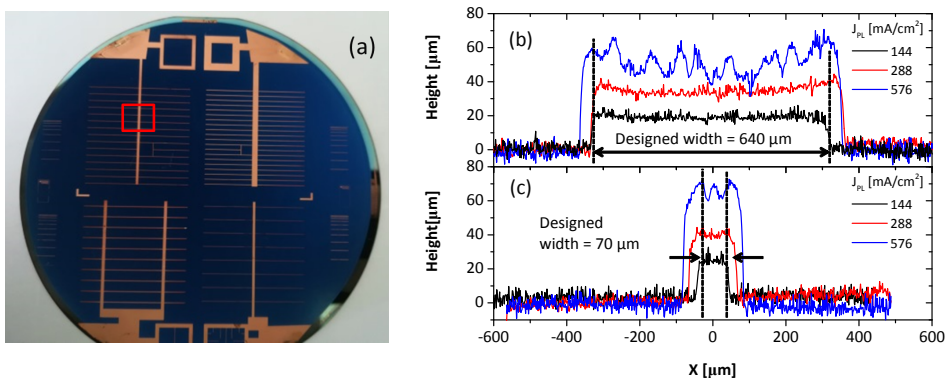 (a)
80
60
40
20
0
Height [μm]
(b)
J_PL [mA/cm²]
144
288
576
Designed width = 640 μm
80
60
40
20
0
Height[μm]
(c)
J_PL [mA/cm²]
144
288
576
Designed
width = 70 μm
-600 -400 -200 0 200 400 600
X [μm]